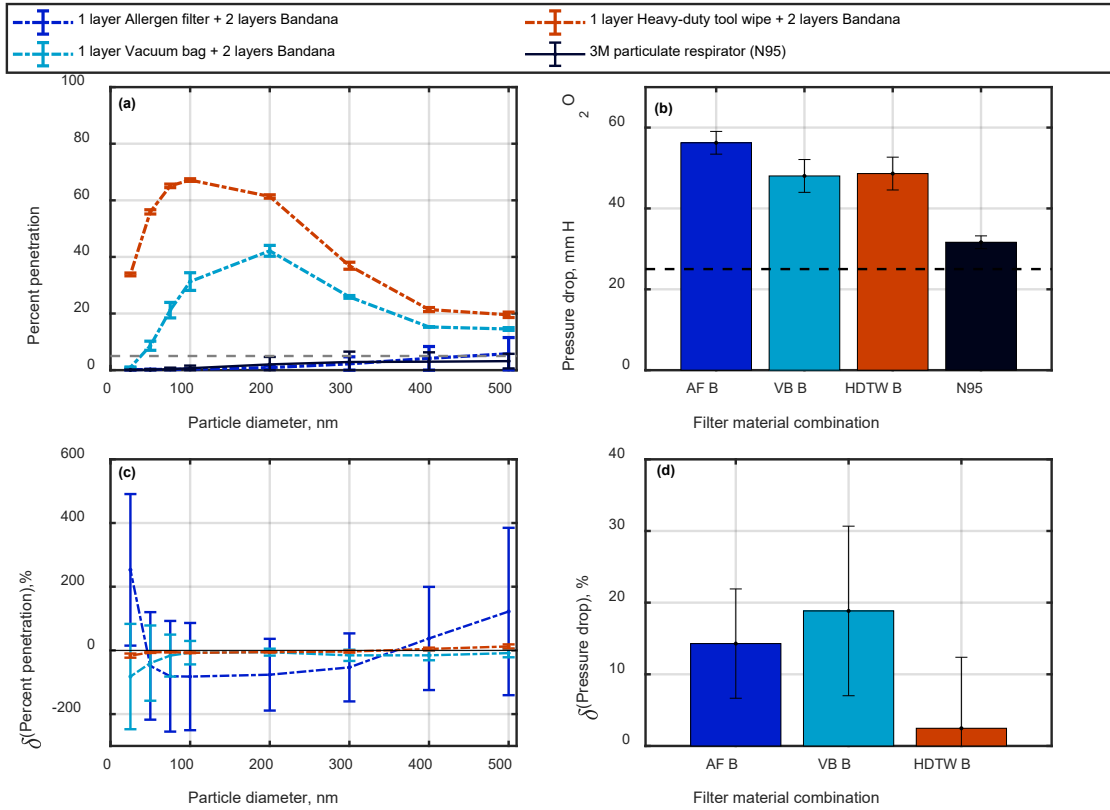 1 layer Allergen filter + 2 layers Bandana
1 layer Heavy-duty tool wipe + 2 layers Bandana
1 layer Vacuum bag + 2 layers Bandana
3M particulate respirator (N95)
(a)
100
80
60
40
20
0
0
100
200
300
400
500
Percent penetration
Particle diameter, nm
(b)
60
40
20
0
AF B
VB B
HDTW B
N95
Pressure drop, mm H
2
O
Filter material combination
(c)
600
400
200
0
-200
0
100
200
300
400
500
δ(Percent penetration),%
Particle diameter, nm
(d)
40
30
20
10
0
AF B
VB B
HDTW B
δ(Pressure drop), %
Filter material combination